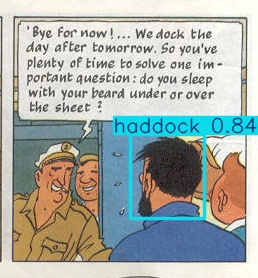 'Bye for now!... We dock the
day after tomorrow. So you've
plenty of time to solve one im-
portant question: do you sleep
with your beard under or over
the sheet?
haddock 0.84